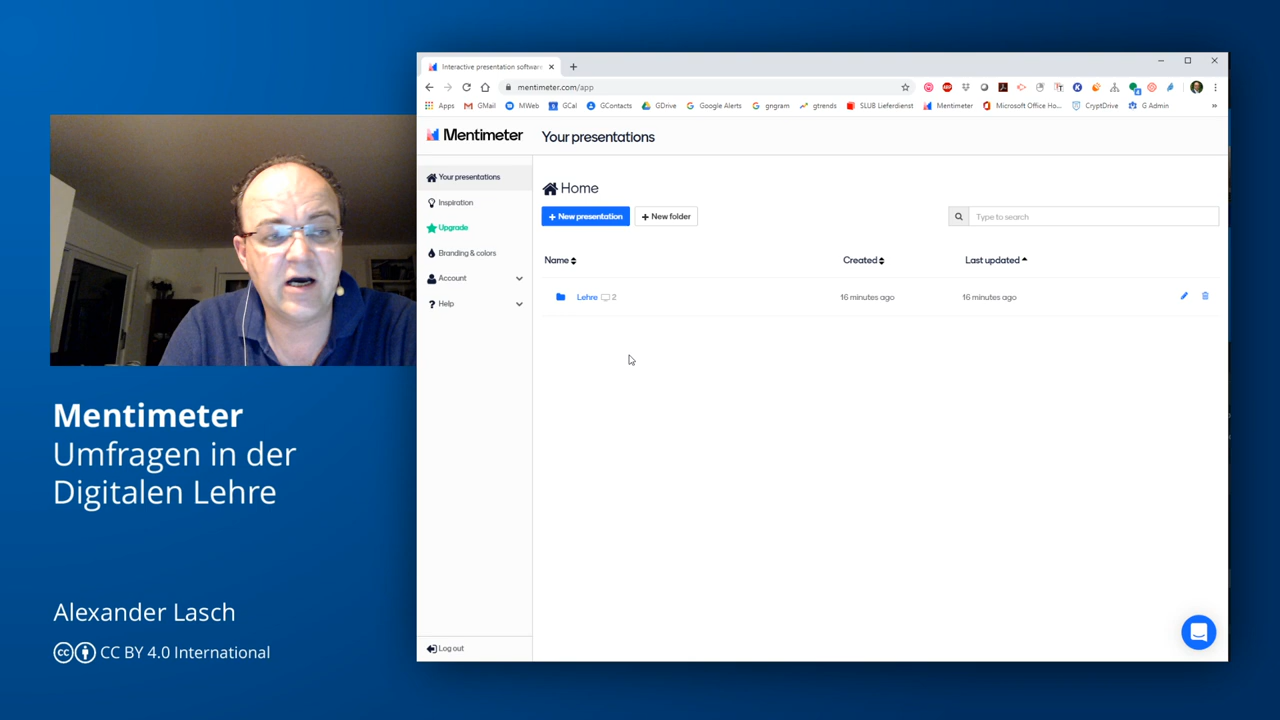 Interactive presentation software
mentimeter.com/app
Apps GMail MWeb GCal GContacts GDrive Google Alerts gngram gtrends SLUB Lieferdienst Mentimeter Microsoft Office Ho... CryptDrive G Admin »
Mentimeter
Your presentations
Your presentations
Inspiration
Upgrade
Branding & colors
Account
Help
Log out
Home
+ New presentation
+ New folder
Type to search
Name Created Last updated
Lehre 2 16 minutes ago 16 minutes ago
Mentimeter
Umfragen in der
Digitalen Lehre
Alexander Lasch
CC BY 4.0 International